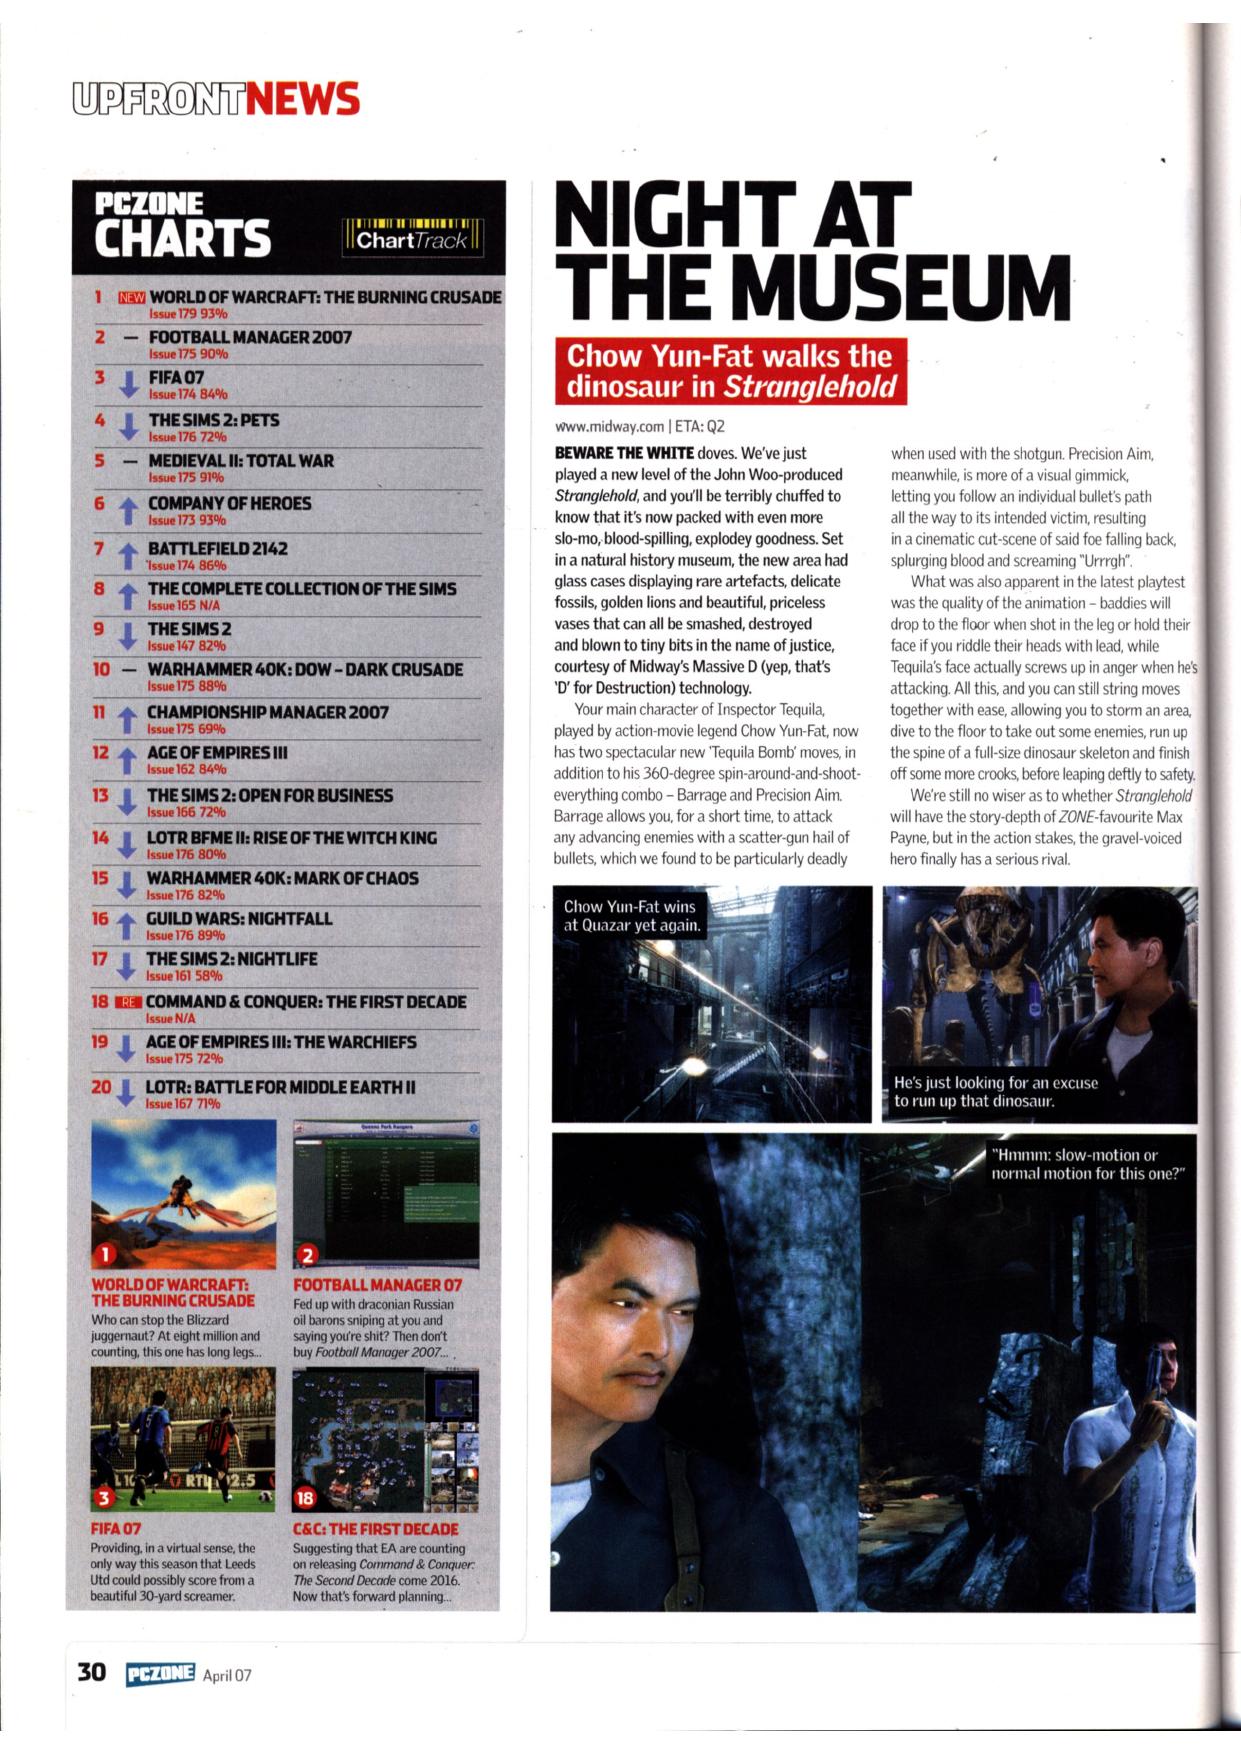 UPFRONTNEWS
PCZONE
CHARTS
ChartTrack
1 NEW WORLD OF WARCRAFT: THE BURNING CRUSADE
Issue 179 93%
2 — FOOTBALL MANAGER 2007
Issue 175 90%
3 FIFA 07
Issue 174 84%
4 THE SIMS 2: PETS
Issue 176 72%
5 — MEDIEVAL II: TOTAL WAR
Issue 175 91%
6 COMPANY OF HEROES
Issue 173 93%
7 BATTLEFIELD 2142
Issue 174 86%
8 THE COMPLETE COLLECTION OF THE SIMS
Issue 165 N/A
9 THE SIMS 2
Issue 147 82%
10 — WARHAMMER 40K: DOW – DARK CRUSADE
Issue 175 88%
11 CHAMPIONSHIP MANAGER 2007
Issue 175 69%
12 AGE OF EMPIRES III
Issue 162 84%
13 THE SIMS 2: OPEN FOR BUSINESS
Issue 166 72%
14 LOTR BFME II: RISE OF THE WITCH KING
Issue 176 80%
15 WARHAMMER 40K: MARK OF CHAOS
Issue 176 82%
16 GUILD WARS: NIGHTFALL
Issue 176 89%
17 THE SIMS 2: NIGHTLIFE
Issue 161 58%
18 RE COMMAND & CONQUER: THE FIRST DECADE
Issue N/A
19 AGE OF EMPIRES III: THE WARCHIEFS
Issue 175 72%
20 LOTR: BATTLE FOR MIDDLE EARTH II
Issue 167 71%
1
WORLD OF WARCRAFT:
THE BURNING CRUSADE
Who can stop the Blizzard
juggernaut? At eight million and
counting, this one has long legs...
Queens Park Rangers
2
FOOTBALL MANAGER 07
Fed up with draconian Russian
oil barons sniping at you and
saying you're shit? Then don't
buy Football Manager 2007...
3
FIFA 07
Providing, in a virtual sense, the
only way this season that Leeds
Utd could possibly score from a
beautiful 30-yard screamer.
18
C&C: THE FIRST DECADE
Suggesting that EA are counting
on releasing Command & Conquer:
The Second Decade come 2016.
Now that's forward planning...
NIGHT AT
THE MUSEUM
Chow Yun-Fat walks the
dinosaur in Stranglehold
www.midway.com | ETA: Q2
BEWARE THE WHITE doves. We've just
played a new level of the John Woo-produced
Stranglehold, and you'll be terribly chuffed to
know that it's now packed with even more
slo-mo, blood-spilling, explodey goodness. Set
in a natural history museum, the new area had
glass cases displaying rare artefacts, delicate
fossils, golden lions and beautiful, priceless
vases that can all be smashed, destroyed
and blown to tiny bits in the name of justice,
courtesy of Midway's Massive D (yep, that's
'D' for Destruction) technology.
Your main character of Inspector Tequila,
played by action-movie legend Chow Yun-Fat, now
has two spectacular new 'Tequila Bomb' moves, in
addition to his 360-degree spin-around-and-shoot-
everything combo – Barrage and Precision Aim.
Barrage allows you, for a short time, to attack
any advancing enemies with a scatter-gun hail of
bullets, which we found to be particularly deadly
when used with the shotgun. Precision Aim,
meanwhile, is more of a visual gimmick,
letting you follow an individual bullet's path
all the way to its intended victim, resulting
in a cinematic cut-scene of said foe falling back,
splurging blood and screaming "Urrrgh".
What was also apparent in the latest playtest
was the quality of the animation – baddies will
drop to the floor when shot in the leg or hold their
face if you riddle their heads with lead, while
Tequila's face actually screws up in anger when he's
attacking. All this, and you can still string moves
together with ease, allowing you to storm an area,
dive to the floor to take out some enemies, run up
the spine of a full-size dinosaur skeleton and finish
off some more crooks, before leaping deftly to safety.
We're still no wiser as to whether Stranglehold
will have the story-depth of ZONE-favourite Max
Payne, but in the action stakes, the gravel-voiced
hero finally has a serious rival.
Chow Yun-Fat wins
at Quazar yet again.
He's just looking for an excuse
to run up that dinosaur.
"Hmmm: slow-motion or
normal motion for this one?"
30 PCZONE April 07